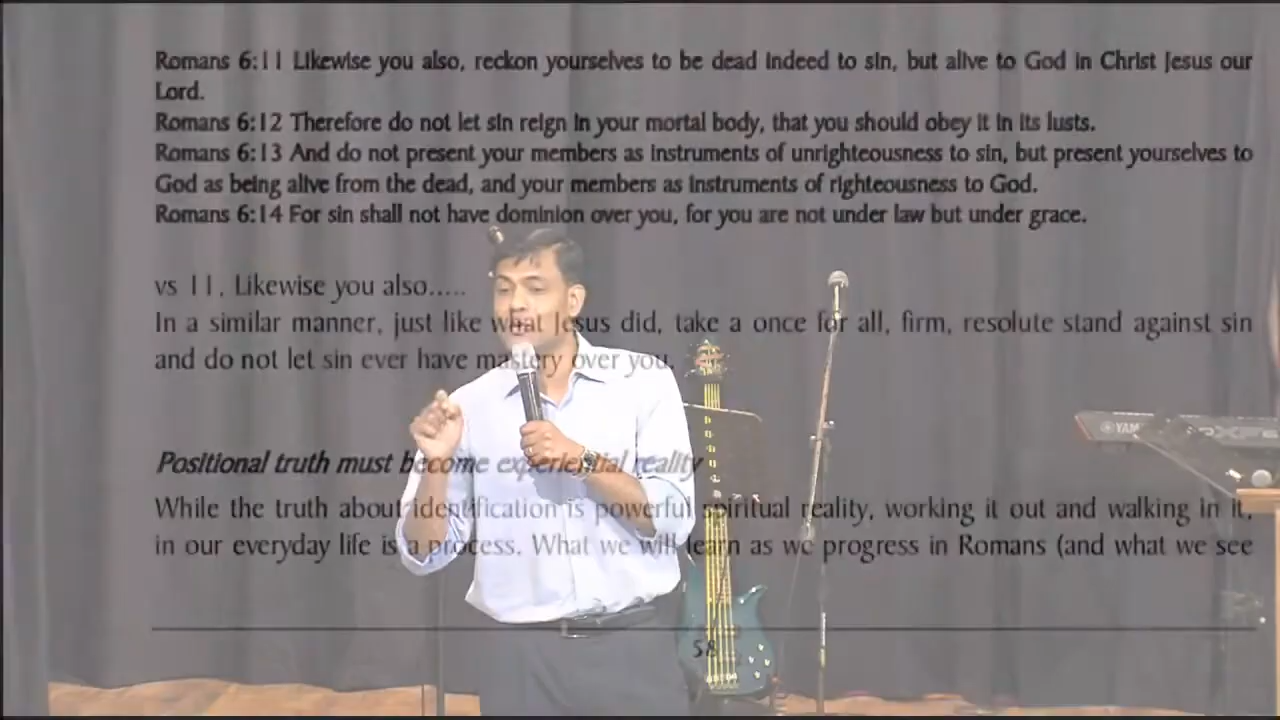 Romans 6:11 Likewise you also, reckon yourselves to be dead indeed to sin, but alive to God in Christ Jesus our
Lord.
Romans 6:12 Therefore do not let sin reign in your mortal body, that you should obey it in its lusts.
Romans 6:13 And do not present your members as instruments of unrighteousness to sin, but present yourselves to
God as being alive from the dead, and your members as instruments of righteousness to God.
Romans 6:14 For sin shall not have dominion over you, for you are not under law but under grace.
vs 11, Likewise you also.....
In a similar manner, just like what Jesus did, take a once for all, firm, resolute stand against sin
and do not let sin ever have mastery over you.
Positional truth must become experiential reality
While the truth about identification is powerful spiritual reality, working it out and walking in it,
in our everyday life is a process. What we will learn as we progress in Romans (and what we see
58